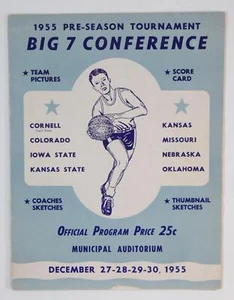 1955 PRE-SEASON TOURNAMENT
BIG 7 CONFERENCE
★ TEAM PICTURES
★ SCORE CARD
CORNELL
COLORADO
IOWA STATE
KANSAS STATE
KANSAS
MISSOURI
NEBRASKA
OKLAHOMA
★ COACHES SKETCHES
★ THUMBNAIL SKETCHES
Official Program Price 25c
MUNICIPAL AUDITORIUM
DECEMBER 27-28-29-30, 1955